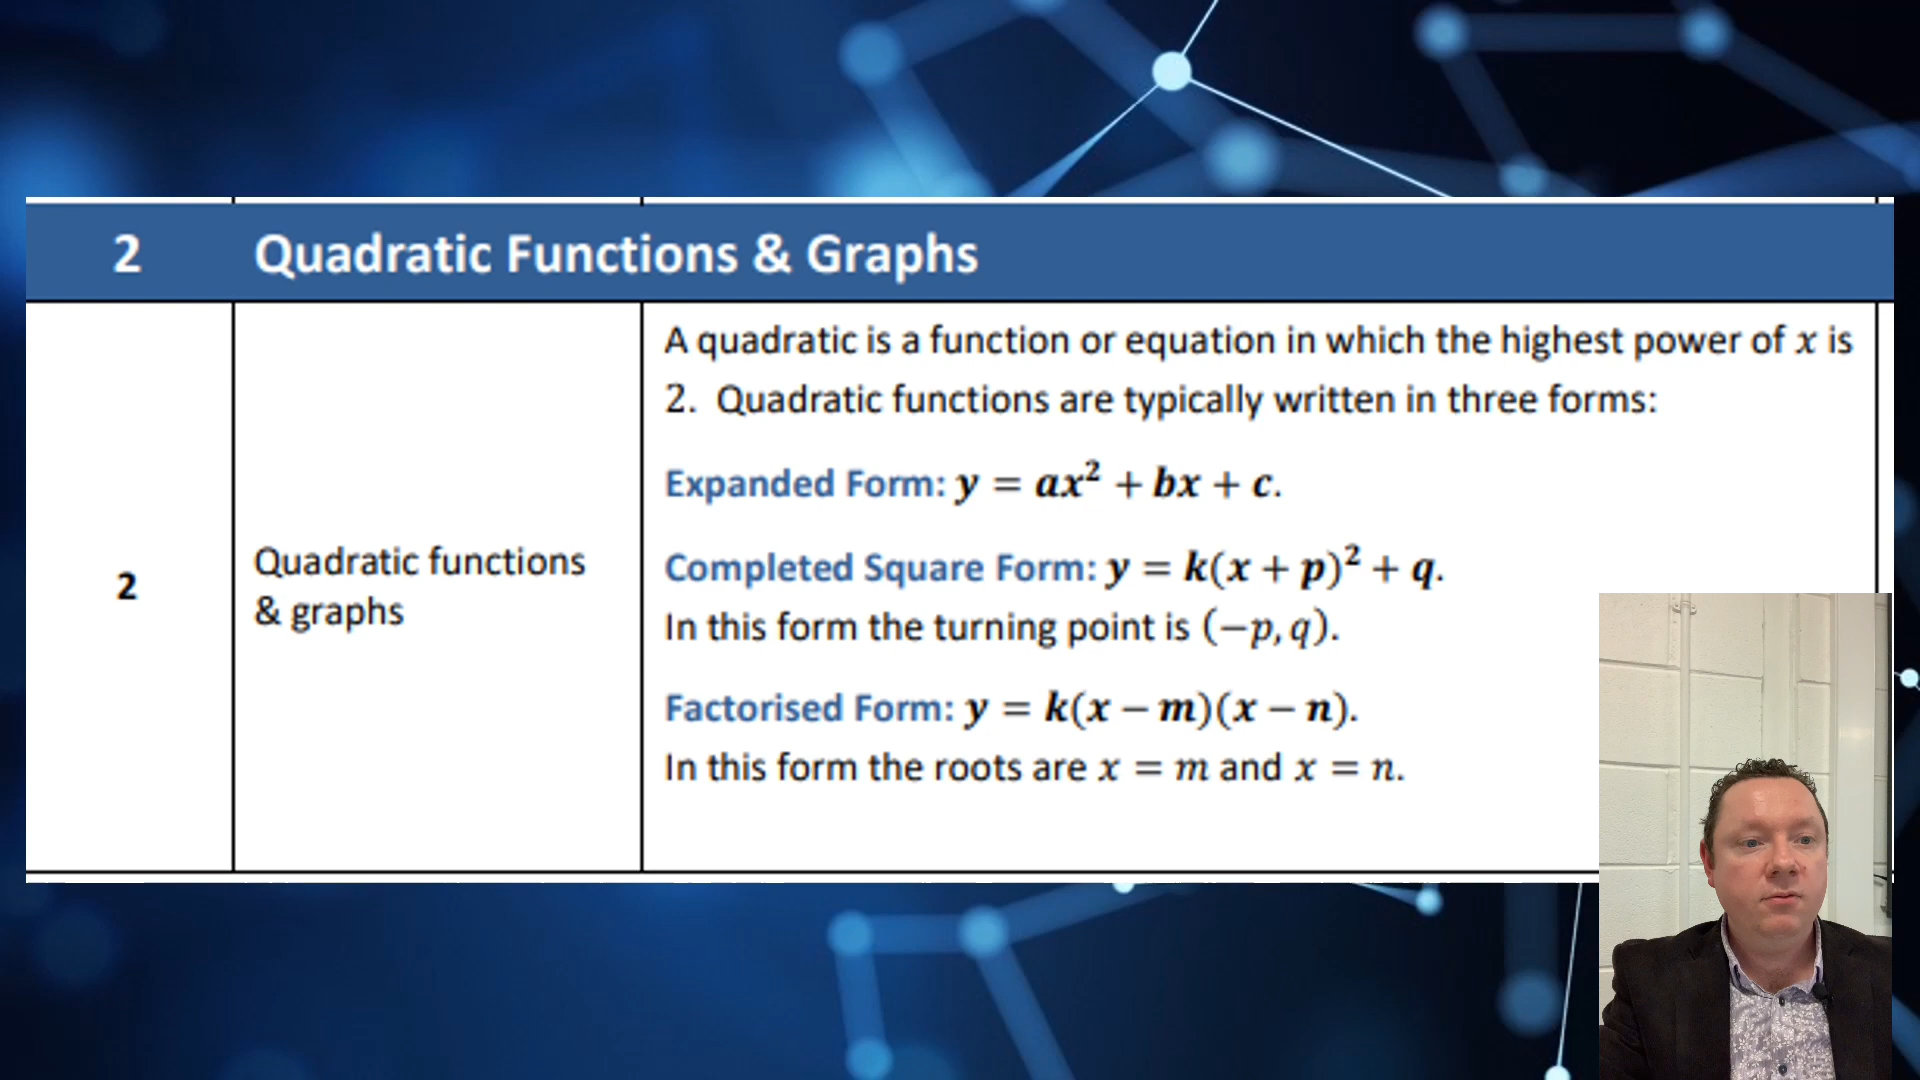 2 Quadratic Functions & Graphs
2
Quadratic functions
& graphs
A quadratic is a function or equation in which the highest power of x is
2. Quadratic functions are typically written in three forms:
Expanded Form: y = ax² + bx + c.
Completed Square Form: y = k(x + p)² + q.
In this form the turning point is (−p, q).
Factorised Form: y = k(x − m)(x − n).
In this form the roots are x = m and x = n.